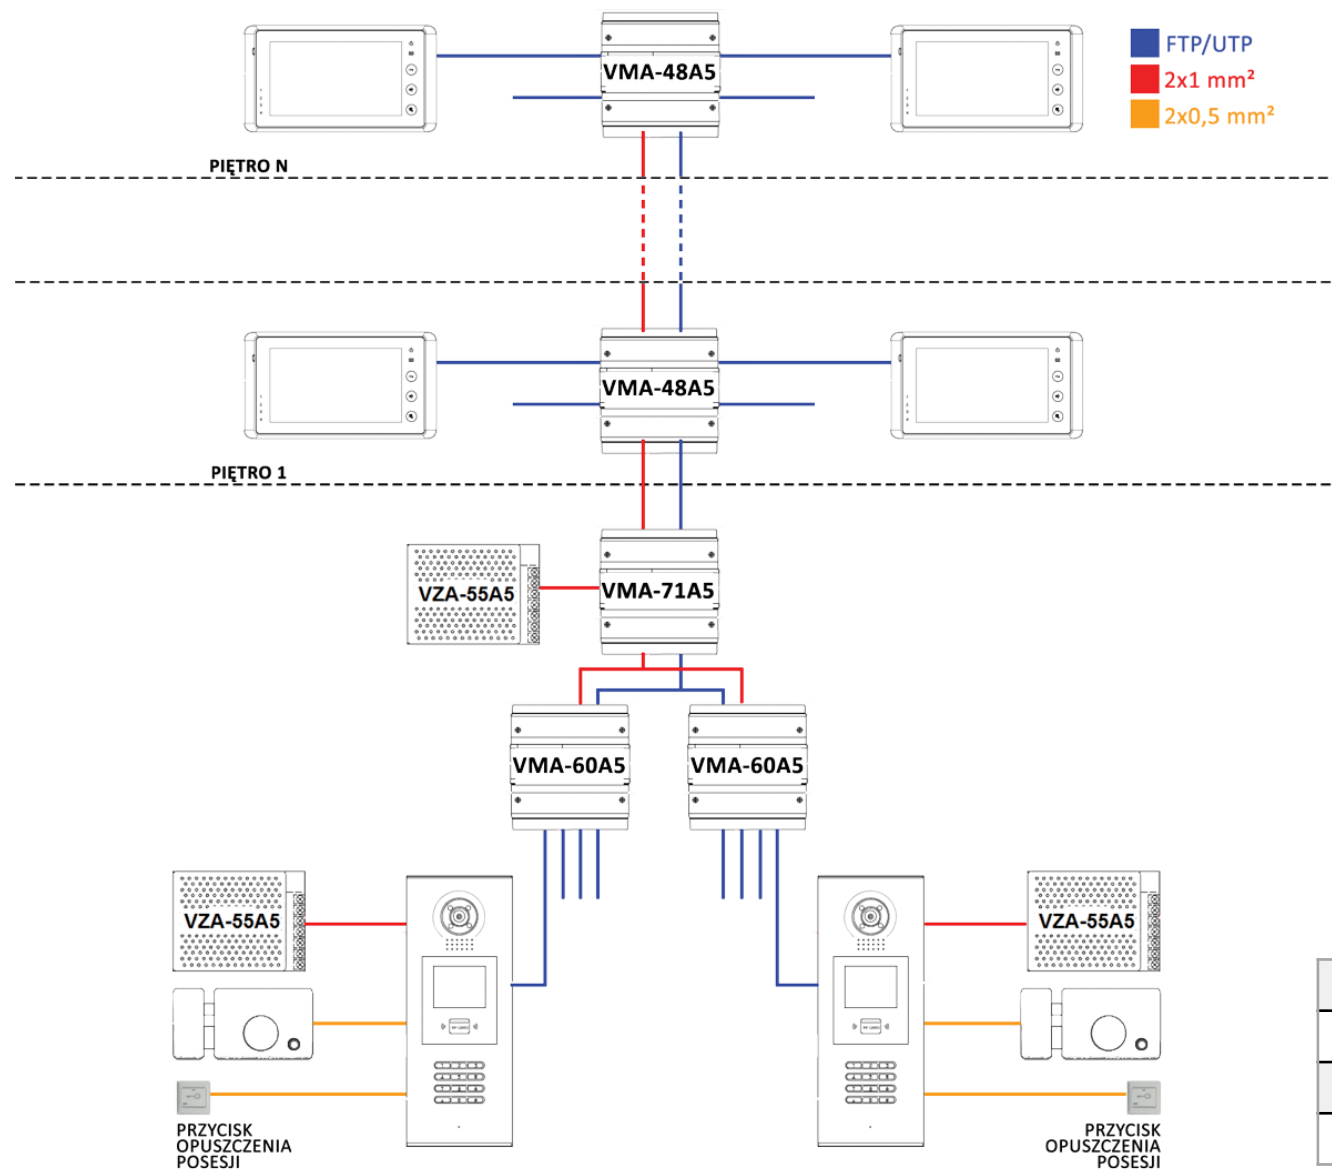 VMA-48A5
FTP/UTP
2x1 mm²
2x0,5 mm²
PIĘTRO N
VMA-48A5
PIĘTRO 1
VZA-55A5
VMA-71A5
VMA-60A5
VMA-60A5
VZA-55A5
VZA-55A5
PRZYCISK
OPUSZCZENIA
POSESJI
PRZYCISK
OPUSZCZENIA
POSESJI